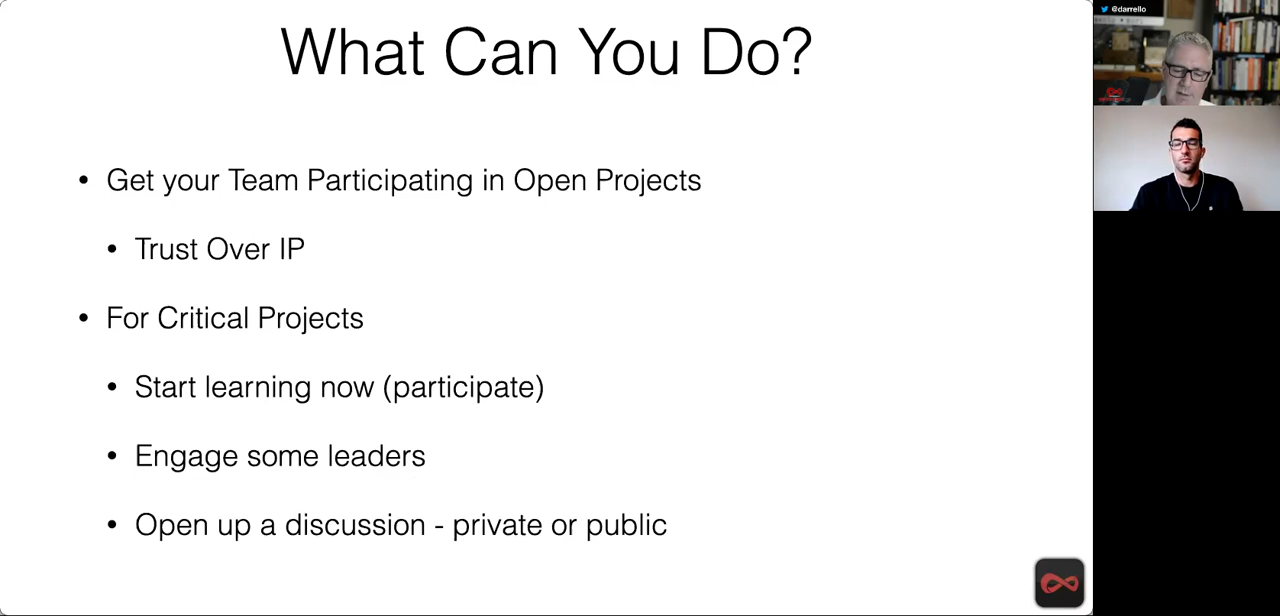 What Can You Do?
• Get your Team Participating in Open Projects
• Trust Over IP
• For Critical Projects
• Start learning now (participate)
• Engage some leaders
• Open up a discussion - private or public
@darrello